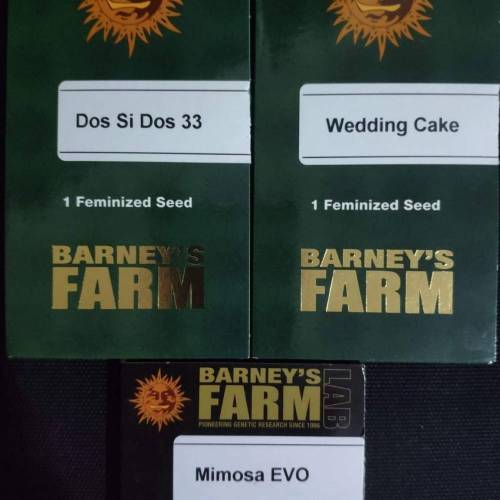 Dos Si Dos 33
1 Feminized Seed
BARNEY'S
FARM
Wedding Cake
1 Feminized Seed
BARNEY'S
FARM
BARNEY'S
FARM
LAB
PIONEERING GENETIC RESEARCH SINCE 1986
Mimosa EVO